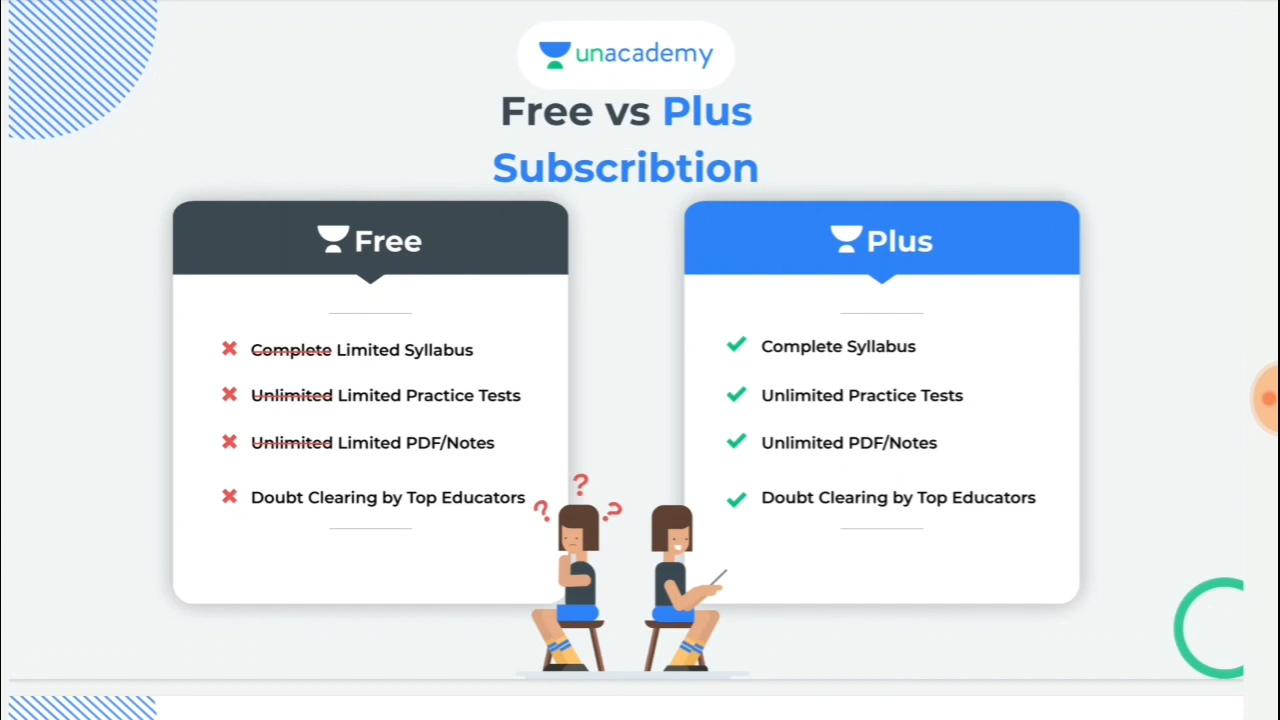 unacademy
Free vs Plus
Subscribtion
Free
Complete Limited Syllabus
Unlimited Limited Practice Tests
Unlimited Limited PDF/Notes
Doubt Clearing by Top Educators
Plus
Complete Syllabus
Unlimited Practice Tests
Unlimited PDF/Notes
Doubt Clearing by Top Educators
? ? ?